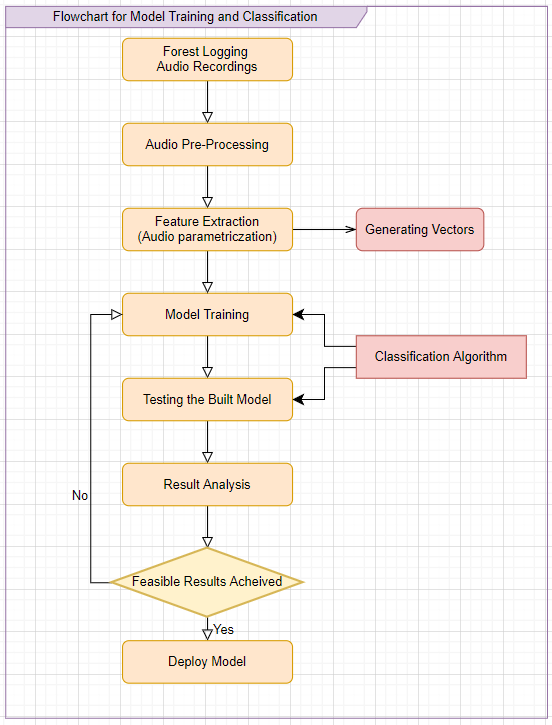 Flowchart for Model Training and Classification
Forest Logging
Audio Recordings
Audio Pre-Processing
Feature Extraction
(Audio parametriczation)
Generating Vectors
Model Training
Classification Algorithm
Testing the Built Model
Result Analysis
No
Feasible Results Acheived
Yes
Deploy Model